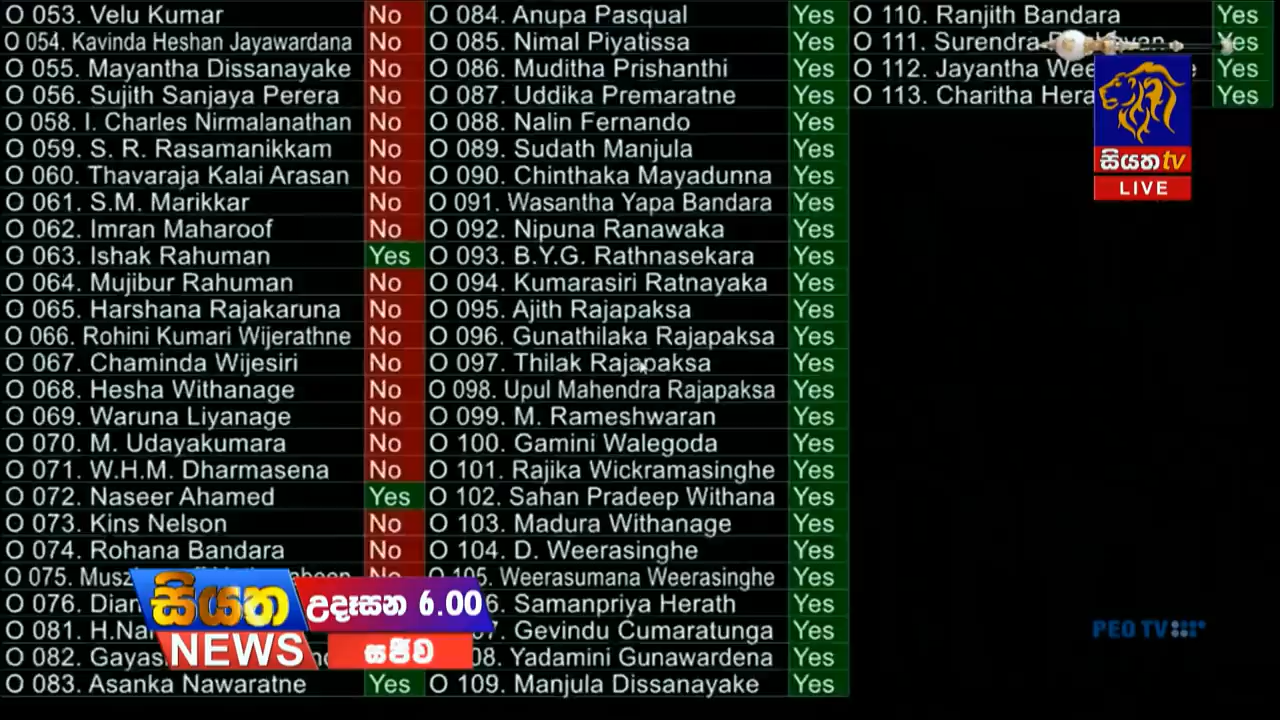 O 053. Velu Kumar No
O 054. Kavinda Heshan Jayawardana No
O 055. Mayantha Dissanayake No
O 056. Sujith Sanjaya Perera No
O 058. I. Charles Nirmalanathan No
O 059. S. R. Rasamanikkam No
O 060. Thavaraja Kalai Arasan No
O 061. S.M. Marikkar No
O 062. Imran Maharoof No
O 063. Ishak Rahuman Yes
O 064. Mujibur Rahuman No
O 065. Harshana Rajakaruna No
O 066. Rohini Kumari Wijerathne No
O 067. Chaminda Wijesiri No
O 068. Hesha Withanage No
O 069. Waruna Liyanage No
O 070. M. Udayakumara No
O 071. W.H.M. Dharmasena No
O 072. Naseer Ahamed Yes
O 073. Kins Nelson No
O 074. Rohana Bandara No
O 075. No
O 076.
O 081.
O 082.
O 083. Asanka Nawaratne Yes
O 084. Anupa Pasqual Yes
O 085. Nimal Piyatissa Yes
O 086. Muditha Prishanthi Yes
O 087. Uddika Premaratne Yes
O 088. Nalin Fernando Yes
O 089. Sudath Manjula Yes
O 090. Chinthaka Mayadunna Yes
O 091. Wasantha Yapa Bandara Yes
O 092. Nipuna Ranawaka Yes
O 093. B.Y.G. Rathnasekara Yes
O 094. Kumarasiri Ratnayaka Yes
O 095. Ajith Rajapaksa Yes
O 096. Gunathilaka Rajapaksa Yes
O 097. Thilak Rajapaksa Yes
O 098. Upul Mahendra Rajapaksa Yes
O 099. M. Rameshwaran Yes
O 100. Gamini Walegoda Yes
O 101. Rajika Wickramasinghe Yes
O 102. Sahan Pradeep Withana Yes
O 103. Madura Withanage Yes
O 104. D. Weerasinghe Yes
105. Weerasumana Weerasinghe Yes
Samanpriya Herath Yes
Gevindu Cumaratunga Yes
Yadamini Gunawardena Yes
O 109. Manjula Dissanayake Yes
O 110. Ranjith Bandara Yes
O 111. Surendra Yes
O 112. Jayantha Yes
O 113. Charitha Yes
සියත tv
LIVE
සියත
NEWS
උදෑසන 6.00
සජීව
PEO TV